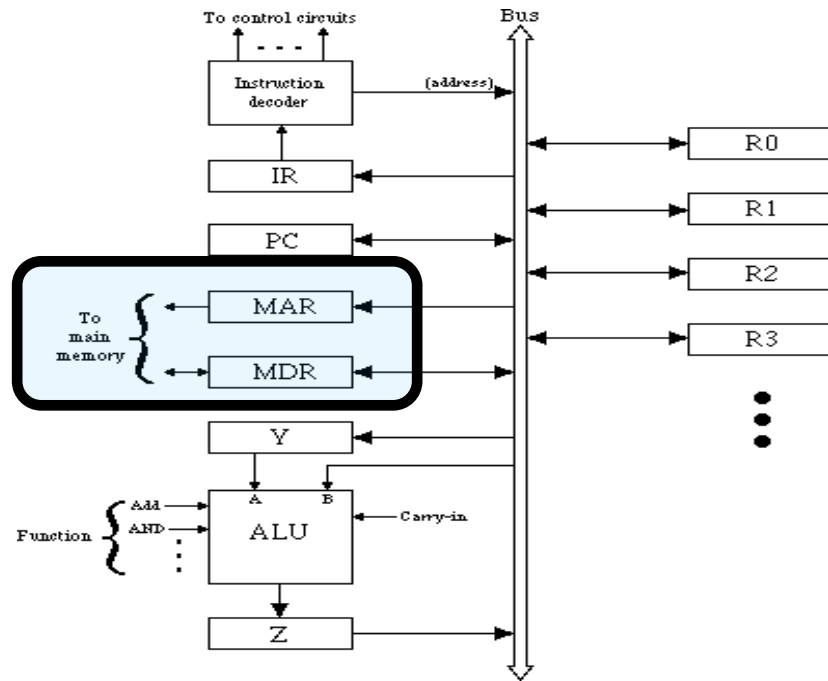 To control circuits
Bus
Instruction
decoder
(address)
R0
IR
R1
PC
R2
MAR
To
main
memory
R3
MDR
Y
A
B
Add
AND
Function
ALU
Carry-in
Z